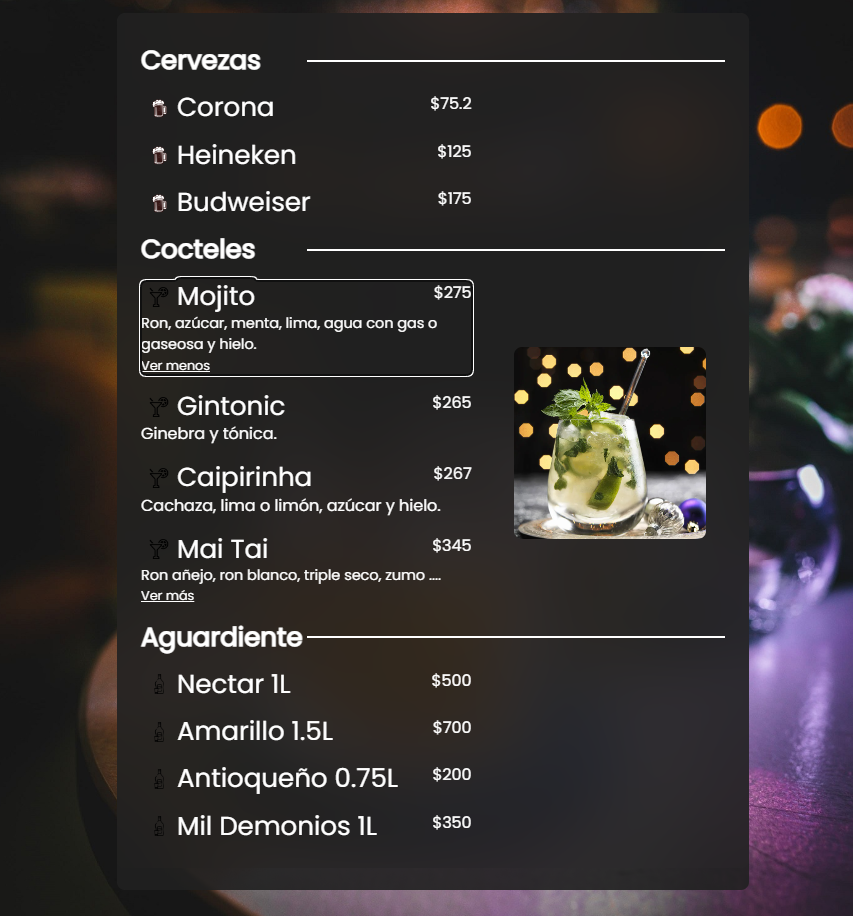 Cervezas
Corona $75.2
Heineken $125
Budweiser $175
Cocteles
Mojito $275
Ron, azúcar, menta, lima, agua con gas o
gaseosa y hielo.
Ver menos
Gintonic $265
Ginebra y tónica.
Caipirinha $267
Cachaza, lima o limón, azúcar y hielo.
Mai Tai $345
Ron añejo, ron blanco, triple seco, zumo ....
Ver más
Aguardiente
Nectar 1L $500
Amarillo 1.5L $700
Antioqueño 0.75L $200
Mil Demonios 1L $350